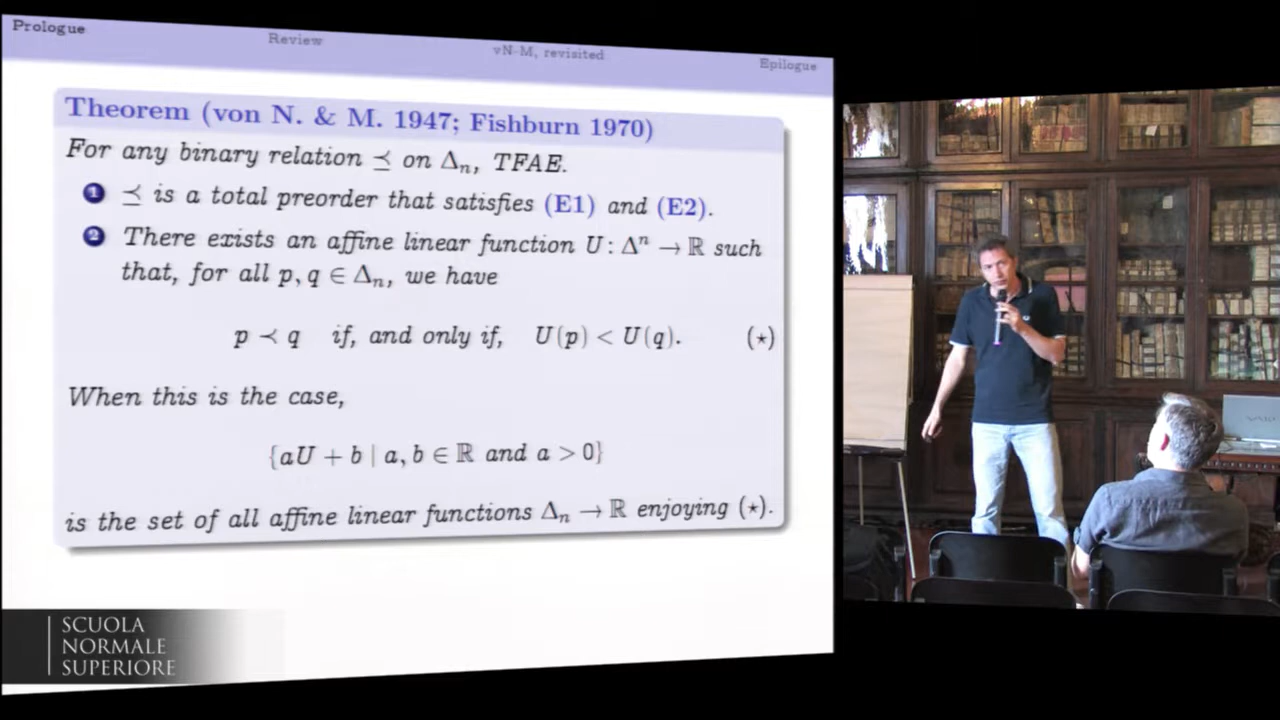 Prologue
Review
vN–M, revisited
Epilogue
Theorem (von N. & M. 1947; Fishburn 1970)
For any binary relation ⪯ on Δₙ, TFAE.
1 ⪯ is a total preorder that satisfies (E1) and (E2).
2 There exists an affine linear function U: Δⁿ → ℝ such
that, for all p, q ∈ Δₙ, we have
p ≺ q if, and only if, U(p) < U(q). (⋆)
When this is the case,
{aU + b | a, b ∈ ℝ and a > 0}
is the set of all affine linear functions Δₙ → ℝ enjoying (⋆).
SCUOLA
NORMALE
SUPERIORE
VAIO